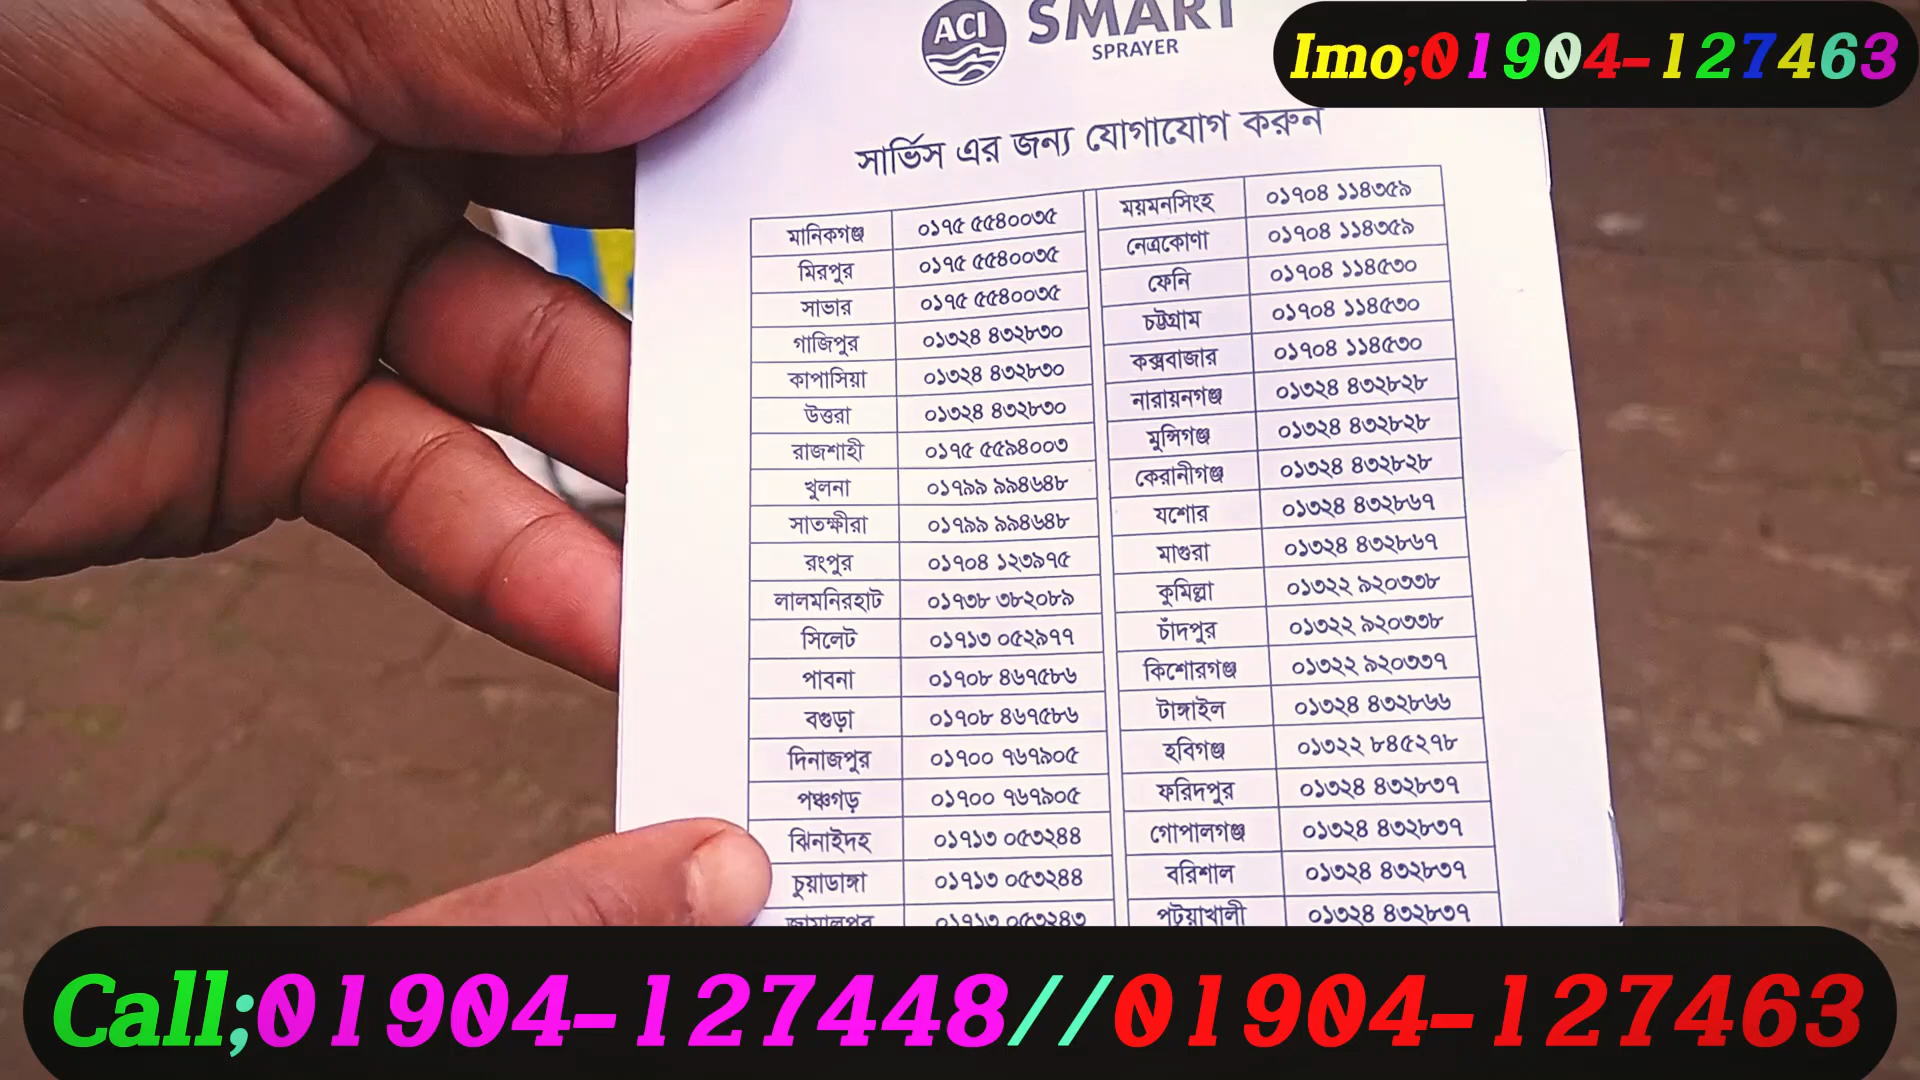 ACI SMART
SPRAYER
Imo;01904-127463
সার্ভিস এর জন্য যোগাযোগ করুন
মানিকগঞ্জ ০১৭৫ ৫৫৪০০৩৫
মিরপুর ০১৭৫ ৫৫৪০০৩৫
সাভার ০১৭৫ ৫৫৪০০৩৫
গাজিপুর ০১৩২৪ ৪৩২৮৩০
কাপাসিয়া ০১৩২৪ ৪৩২৮৩০
উত্তরা ০১৩২৪ ৪৩২৮৩০
রাজশাহী ০১৭৫ ৫৫৯৪০০৩
খুলনা ০১৭৯৯ ৯৯৪৬৪৮
সাতক্ষীরা ০১৭৯৯ ৯৯৪৬৪৮
রংপুর ০১৭০৪ ১২৩৯৭৫
লালমনিরহাট ০১৭৩৮ ৩৮২০৮৯
সিলেট ০১৭১৩ ০৫২৯৭৭
পাবনা ০১৭০৮ ৪৬৭৫৮৬
বগুড়া ০১৭০৮ ৪৬৭৫৮৬
দিনাজপুর ০১৭০০ ৭৬৭৯০৫
পঞ্চগড় ০১৭০০ ৭৬৭৯০৫
ঝিনাইদহ ০১৭১৩ ০৫৩২৪৪
চুয়াডাঙ্গা ০১৭১৩ ০৫৩২৪৪
জামালপুর ০১৭১৩ ০৫৩২৪৩
ময়মনসিংহ ০১৭০৪ ১১৪৩৫৯
নেত্রকোণা ০১৭০৪ ১১৪৩৫৯
ফেনি ০১৭০৪ ১১৪৫৩০
চট্টগ্রাম ০১৭০৪ ১১৪৫৩০
কক্সবাজার ০১৭০৪ ১১৪৫৩০
নারায়নগঞ্জ ০১৩২৪ ৪৩২৮২৮
মুন্সিগঞ্জ ০১৩২৪ ৪৩২৮২৮
কেরানীগঞ্জ ০১৩২৪ ৪৩২৮২৮
যশোর ০১৩২৪ ৪৩২৮৬৭
মাগুরা ০১৩২৪ ৪৩২৮৬৭
কুমিল্লা ০১৩২২ ৯২০৩৩৮
চাঁদপুর ০১৩২২ ৯২০৩৩৮
কিশোরগঞ্জ ০১৩২২ ৯২০৩৩৭
টাঙ্গাইল ০১৩২৪ ৪৩২৮৬৬
হবিগঞ্জ ০১৩২২ ৮৪৫২৭৮
ফরিদপুর ০১৩২৪ ৪৩২৮৩৭
গোপালগঞ্জ ০১৩২৪ ৪৩২৮৩৭
বরিশাল ০১৩২৪ ৪৩২৮৩৭
পটুয়াখালী ০১৩২৪ ৪৩২৮৩৭
Call;01904-127448//01904-127463